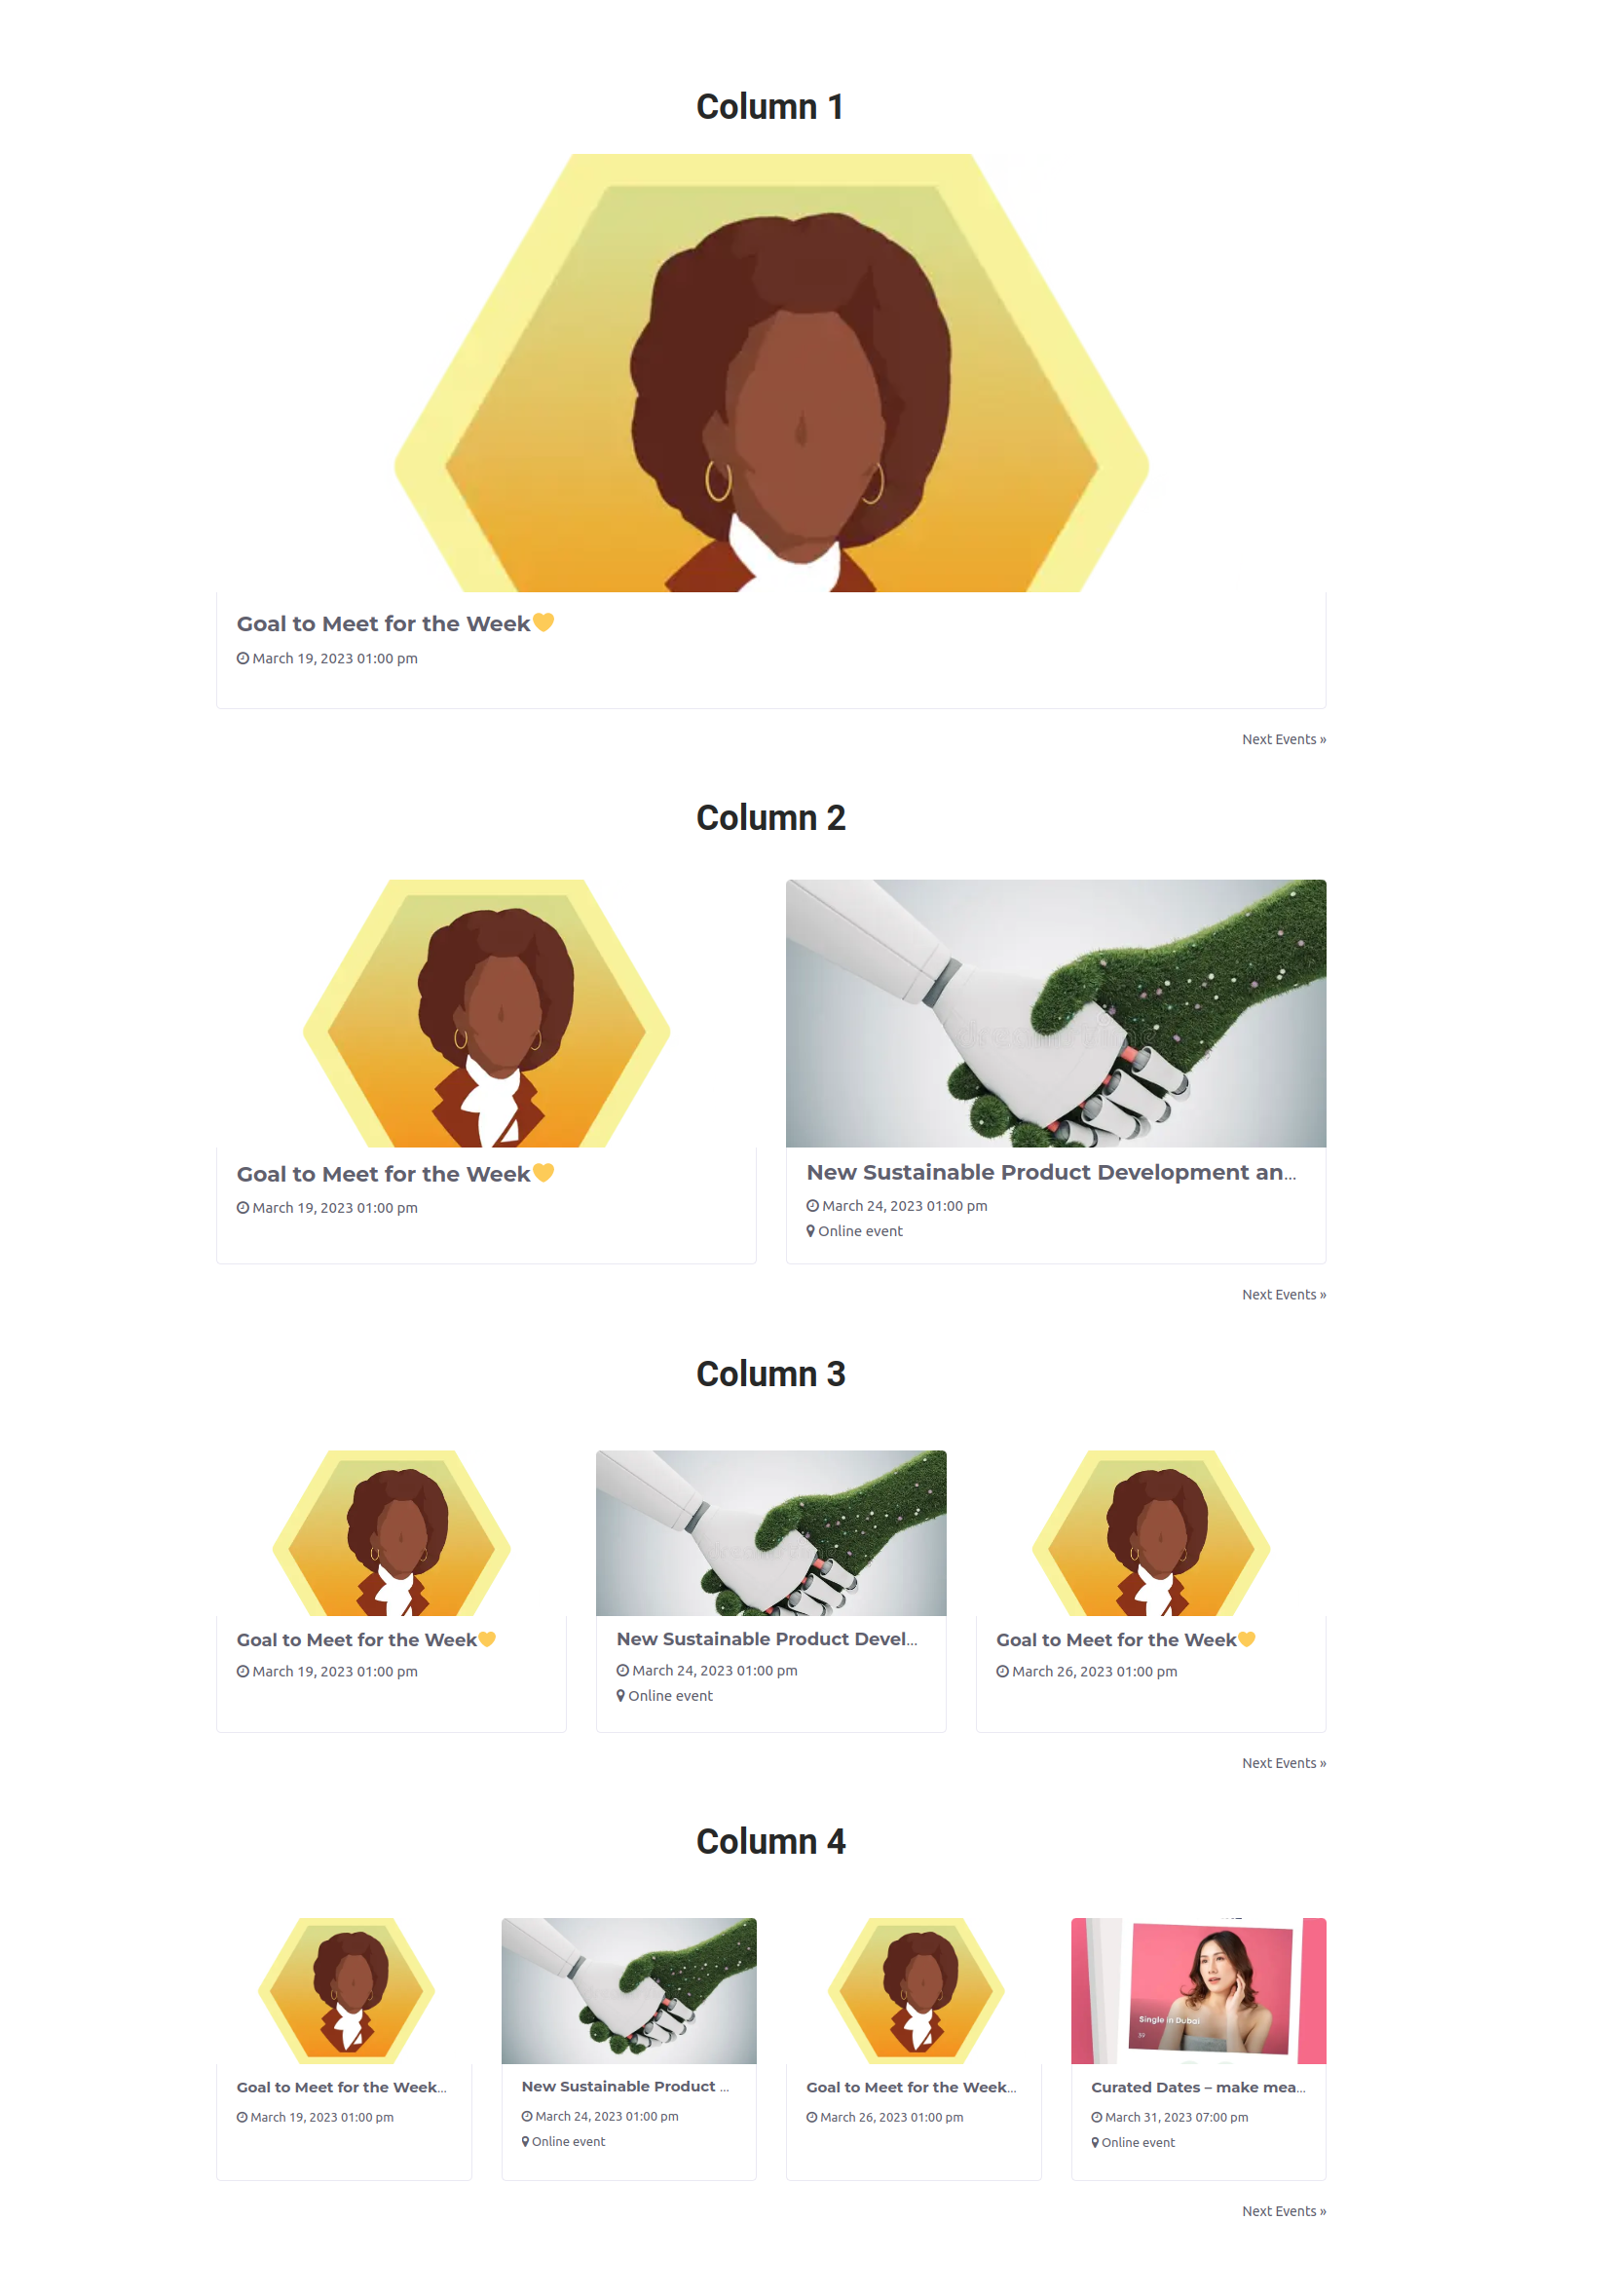 Column 1
Goal to Meet for the Week💛
March 19, 2023 01:00 pm
Next Events »
Column 2
Goal to Meet for the Week💛
March 19, 2023 01:00 pm
New Sustainable Product Development an...
March 24, 2023 01:00 pm
Online event
Next Events »
Column 3
Goal to Meet for the Week💛
March 19, 2023 01:00 pm
New Sustainable Product Devel...
March 24, 2023 01:00 pm
Online event
Goal to Meet for the Week💛
March 26, 2023 01:00 pm
Next Events »
Column 4
Single in Dubai
Goal to Meet for the Week...
March 19, 2023 01:00 pm
New Sustainable Product ...
March 24, 2023 01:00 pm
Online event
Goal to Meet for the Week...
March 26, 2023 01:00 pm
Curated Dates – make mea...
March 31, 2023 07:00 pm
Online event
Next Events »